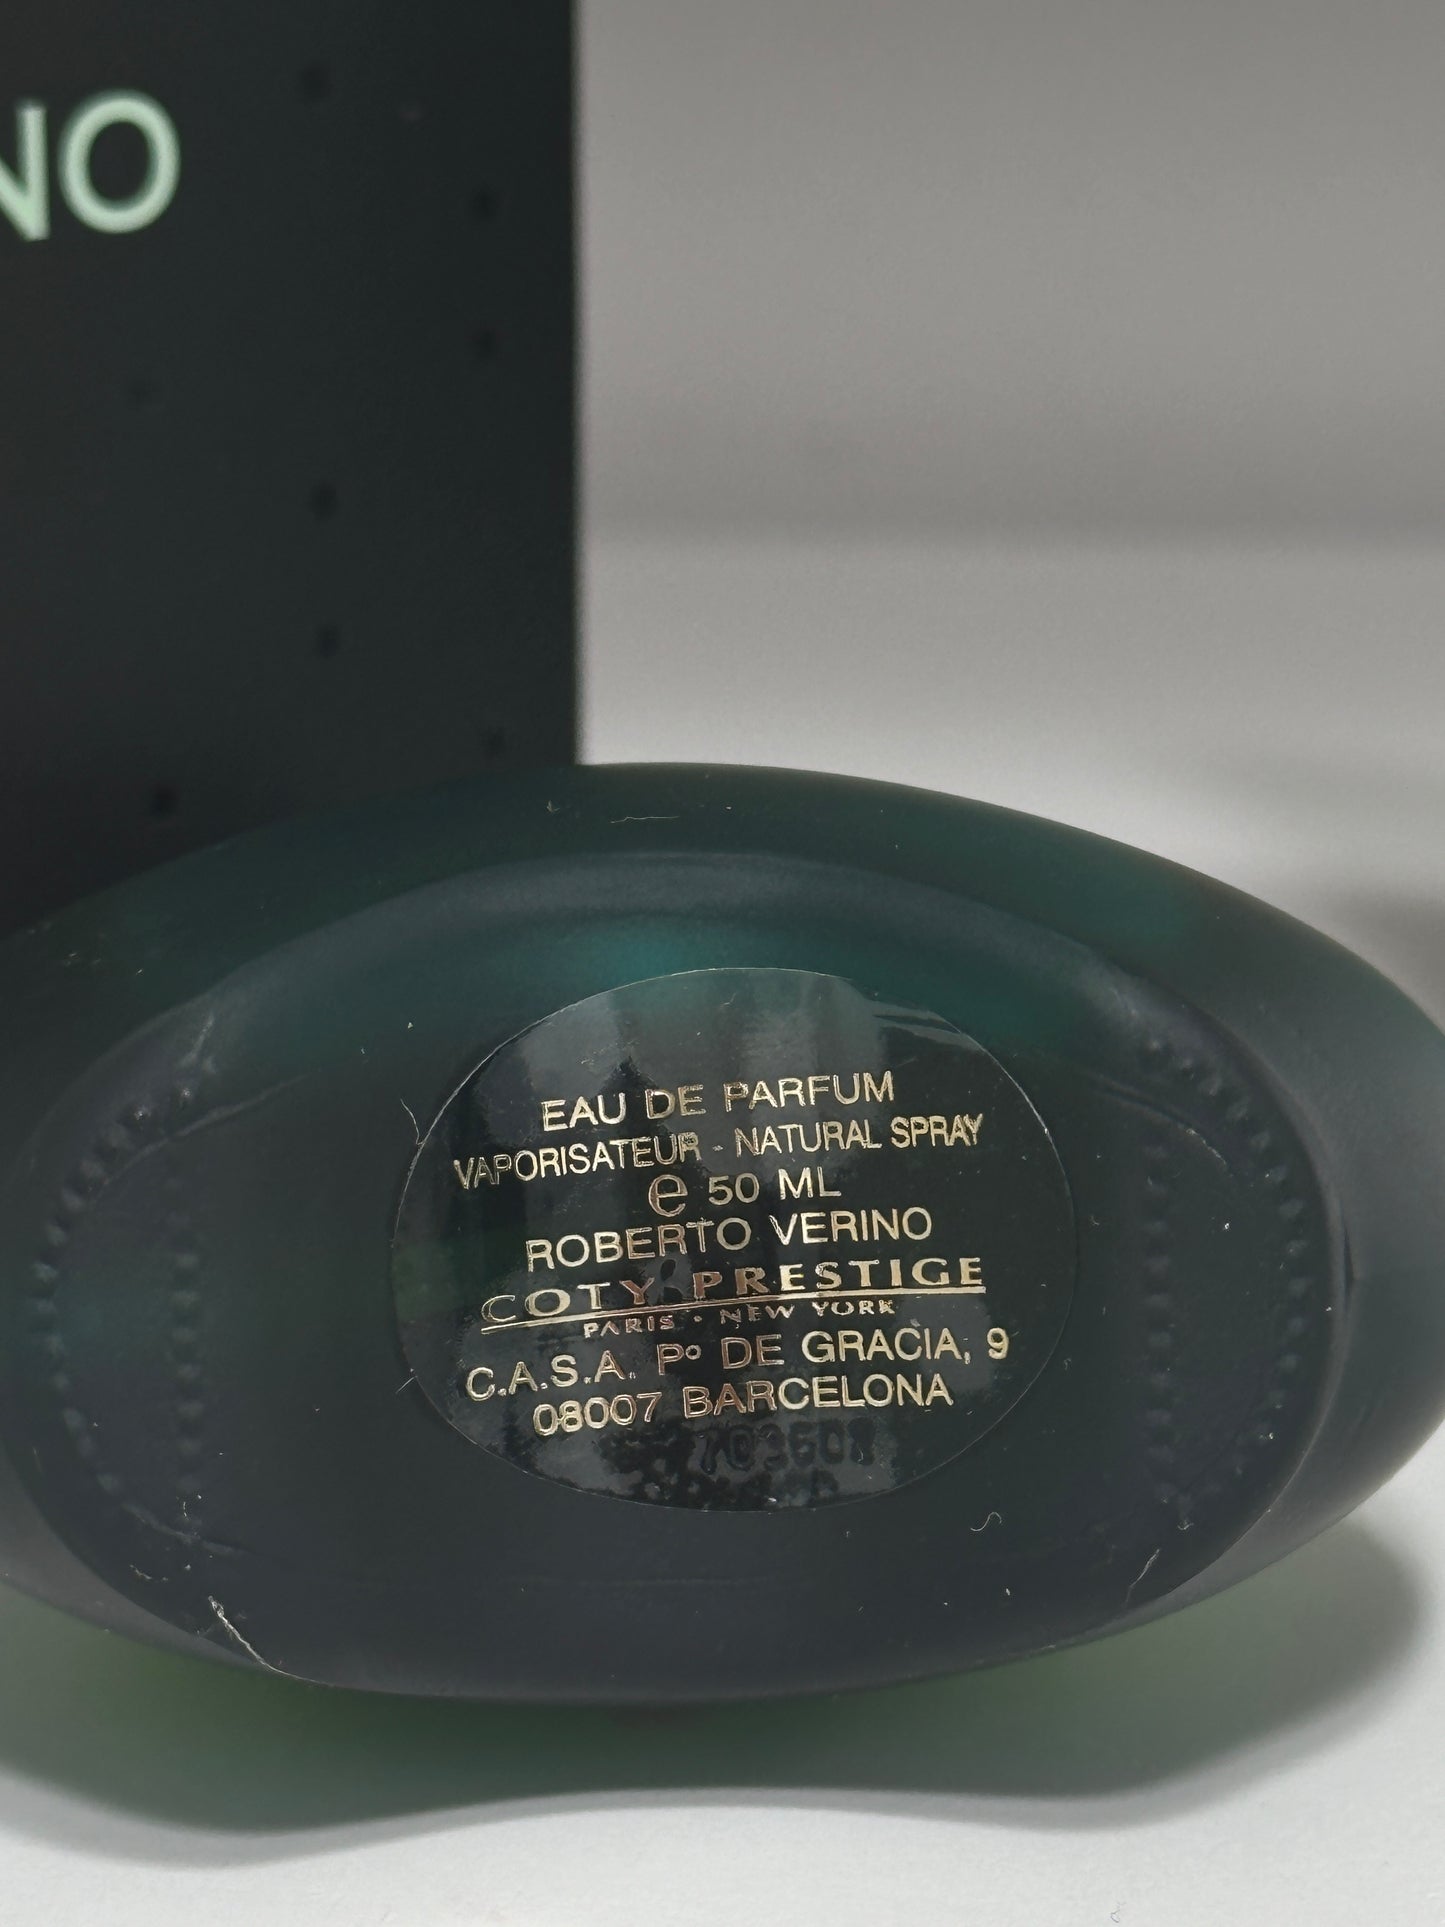 NO
EAU DE PARFUM
VAPORISATEUR - NATURAL SPRAY
e 50 ML
ROBERTO VERINO
COTY PRESTIGE
PARIS • NEW YORK
C.A.S.A. Pº DE GRACIA, 9
08007 BARCELONA